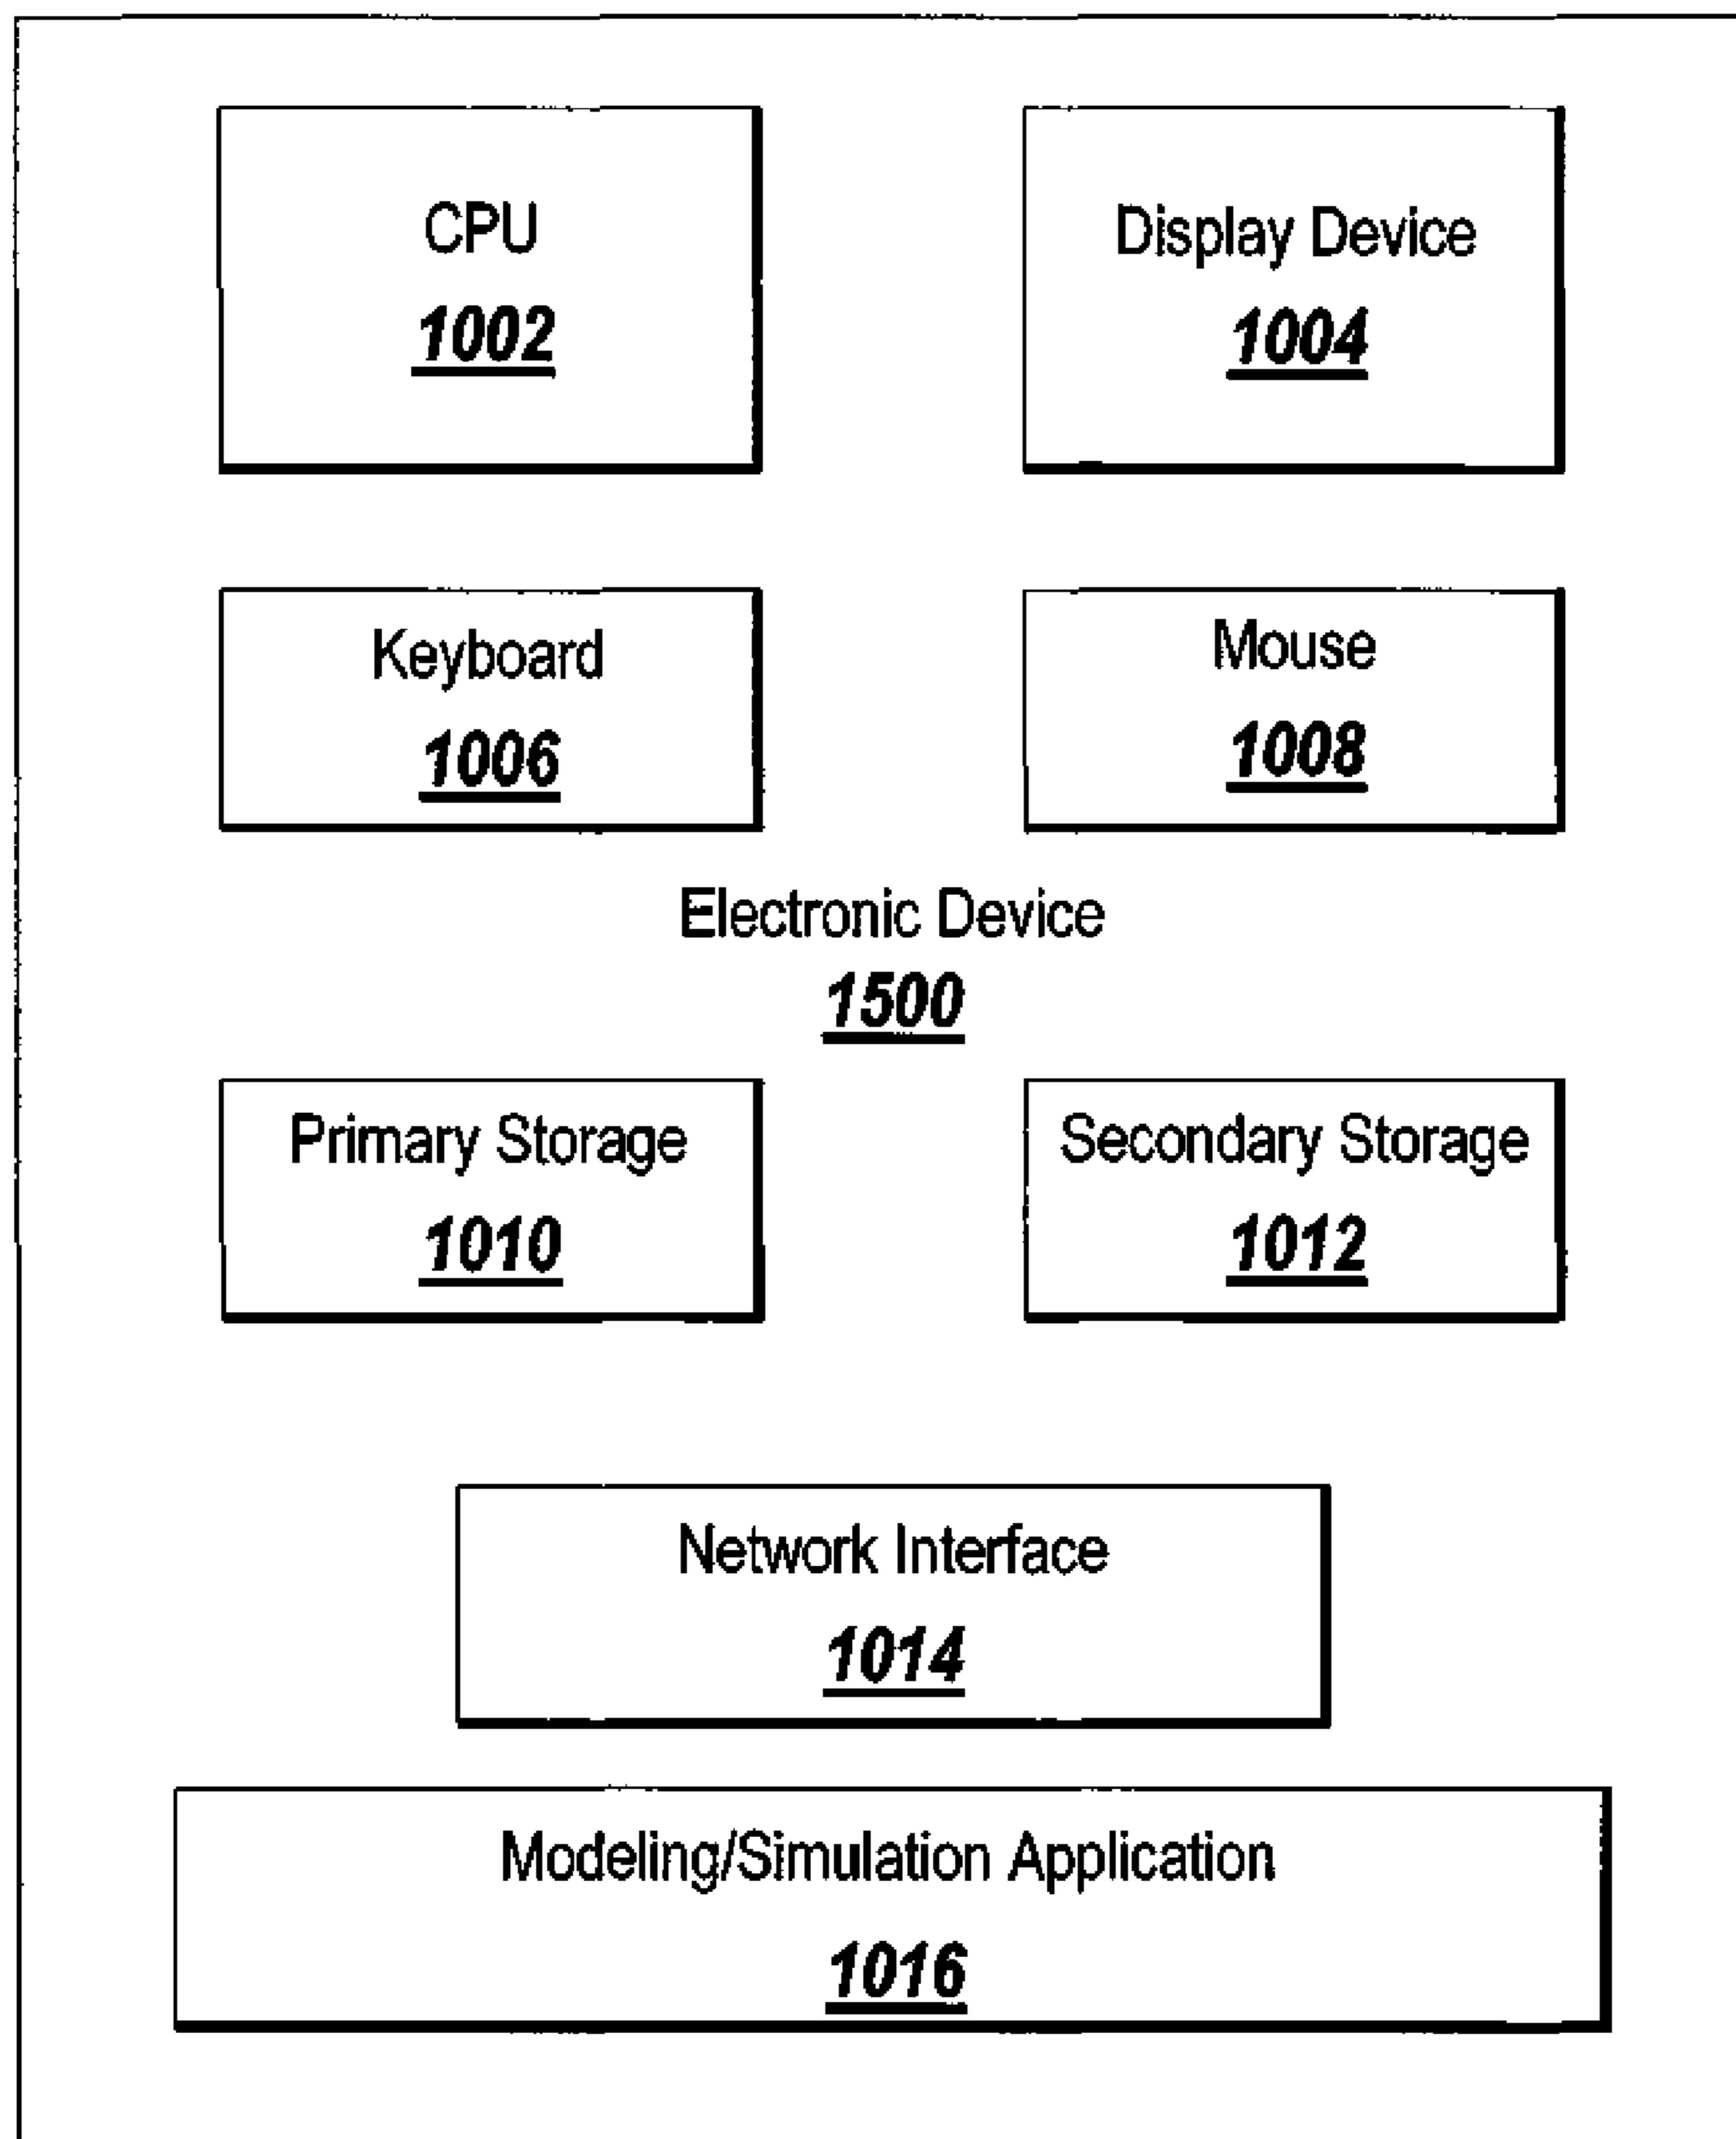 CPU
1002
Display Device
1004
Keyboard
1006
Mouse
1008
Electronic Device
1500
Primary Storage
1010
Secondary Storage
1012
Network Interface
1014
Modeling/Simulation Application
1016